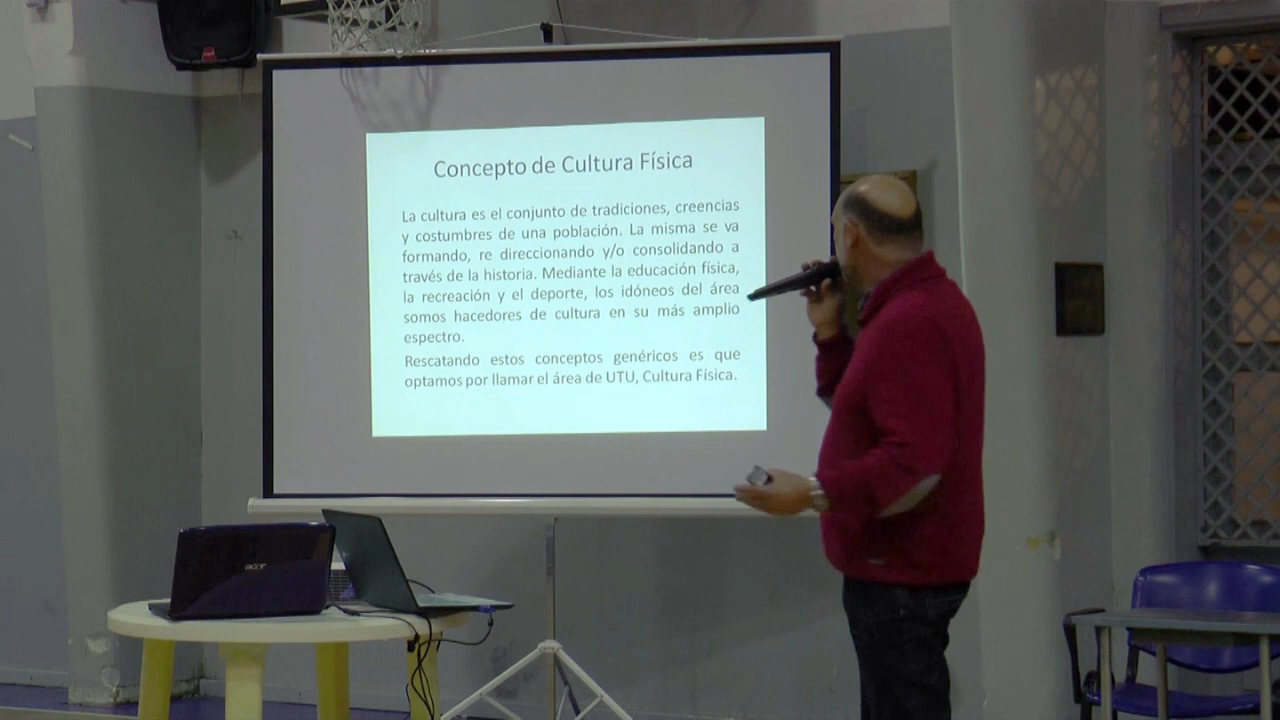 Concepto de Cultura Física
La cultura es el conjunto de tradiciones, creencias
y costumbres de una población. La misma se va
formando, re direccionando y/o consolidando a
través de la historia. Mediante la educación física,
la recreación y el deporte, los idóneos del área
somos hacedores de cultura en su más amplio
espectro.
Rescatando estos conceptos genéricos es que
optamos por llamar el área de UTU, Cultura Física.
acer